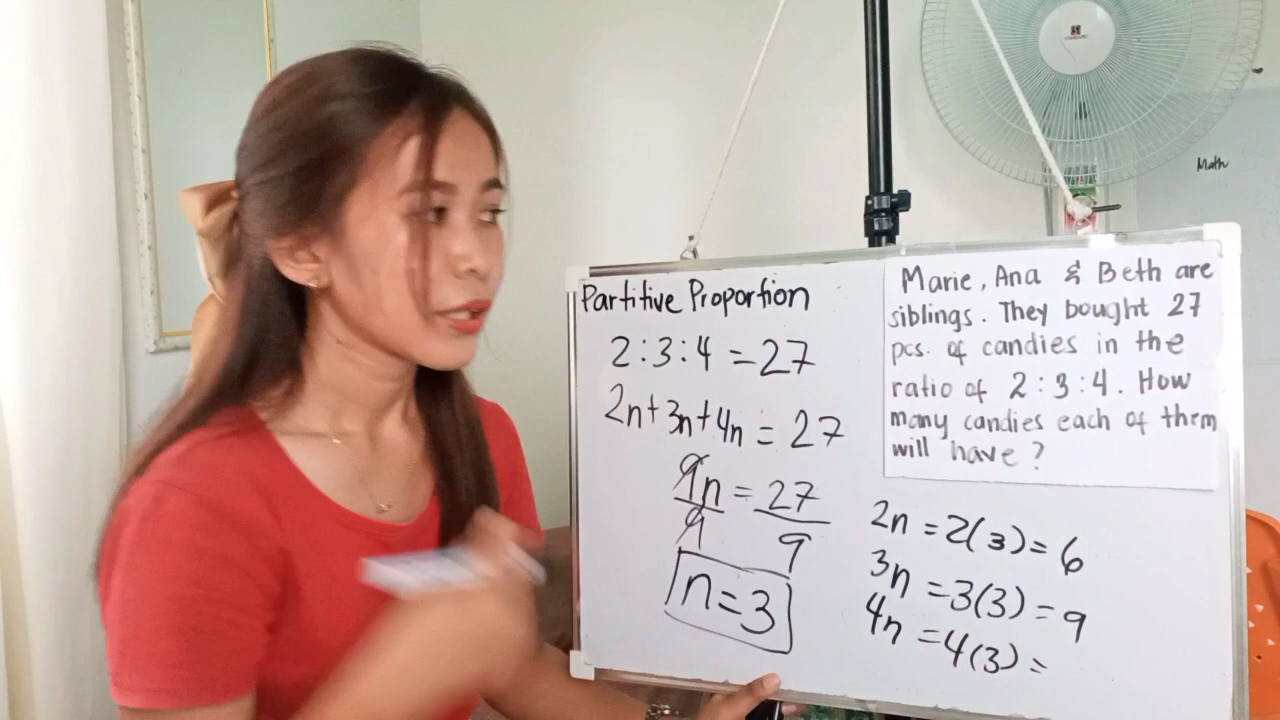 Math
Partitive Proportion
2:3:4 = 27
2n+3n+4n = 27
9n = 27
9 9
n=3
Marie, Ana & Beth are
siblings. They bought 27
pcs. of candies in the
ratio of 2:3:4. How
many candies each of them
will have?
2n = 2(3) = 6
3n = 3(3) = 9
4n = 4(3) =